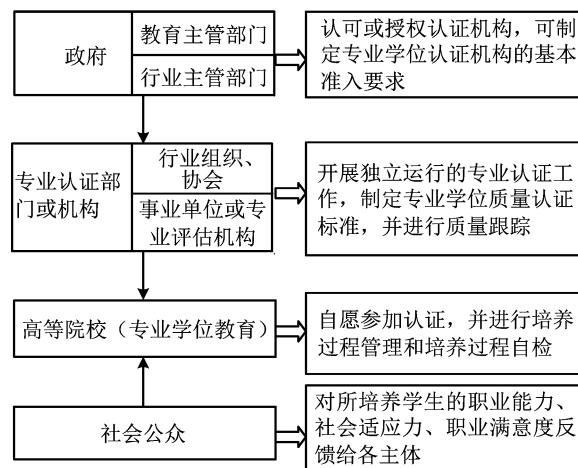 政府
教育主管部门
行业主管部门
认可或授权认证机构，可制
定专业学位认证机构的基本
准入要求
专业认证部
门或机构
行业组织、
协会
事业单位或专
业评估机构
开展独立运行的专业认证工
作，制定专业学位质量认证
标准，并进行质量跟踪
高等院校（专业学位教育）
自愿参加认证，并进行培养
过程管理和培养过程自检
社会公众
对所培养学生的职业能力、
社会适应力、职业满意度反
馈给各主体